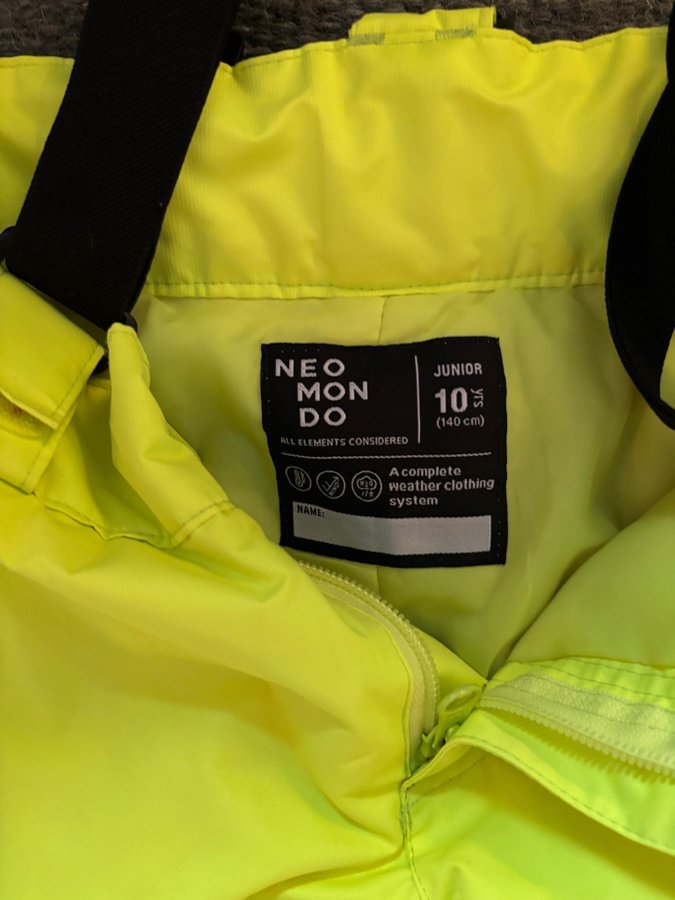 NEO
MON
DO
ALL ELEMENTS CONSIDERED
JUNIOR
10 yrs
(140 cm)
A complete
weather clothing
system
NAME: